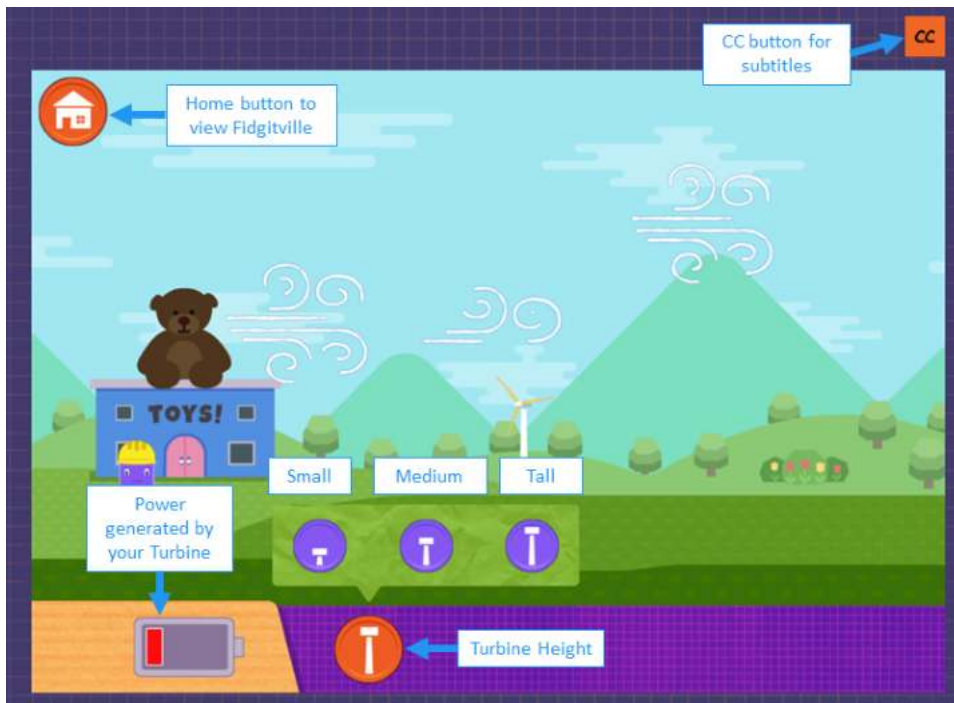 CC button for
subtitles
CC
Home button to
view Fidgitville
TOYS!
Small
Medium
Tall
Power
generated by
your Turbine
Turbine Height